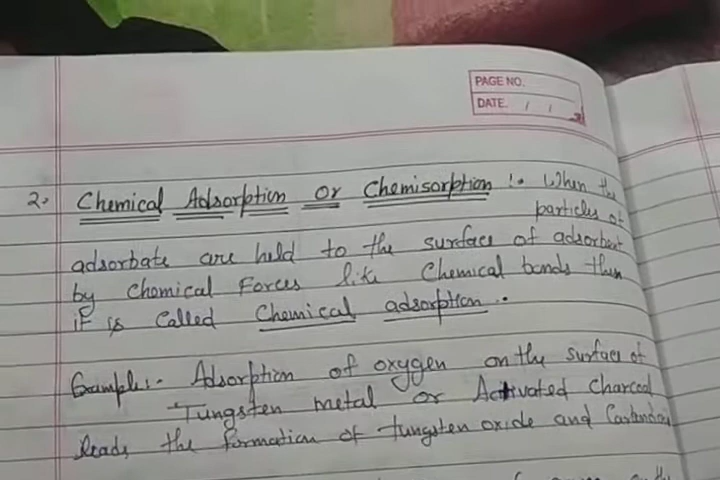 PAGE NO.
DATE. / /
2. Chemical Adsorption or Chemisorption :- When the
particles of
adsorbate are held to the surface of adsorbent
by Chemical Forces like Chemical bonds then
it is Called Chemical adsorption.
Example:- Adsorption of oxygen on the surface of
Tungsten metal or Activated Charcoal
leads the formation of tungsten oxide and